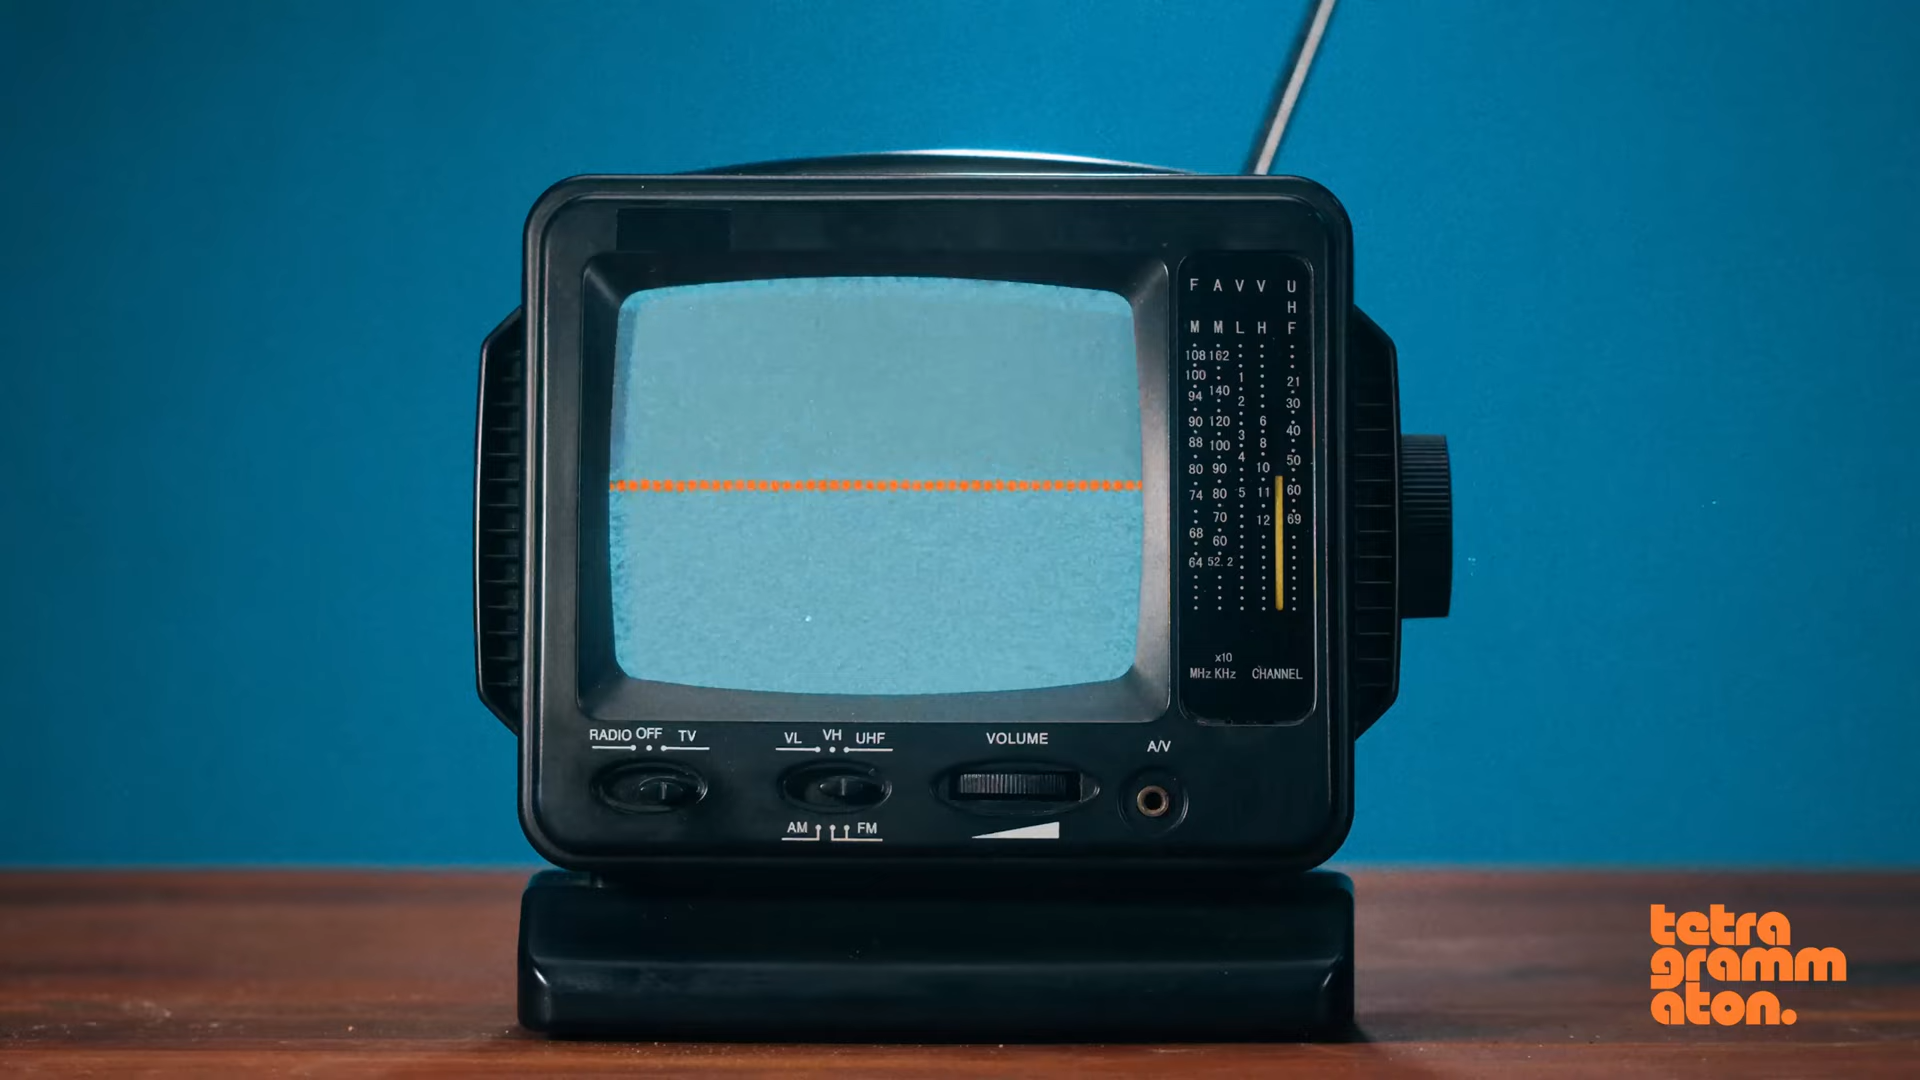 F A V V U
H
M M L H F
108 162
100 1 21
94 140 2 30
90 120 3 6 40
88 100 4 8 50
80 90 10
74 80 5 11 60
70 12 69
68 60
64 52.2
x10
MHz KHz CHANNEL
RADIO OFF TV
VL VH UHF
VOLUME
A/V
AM FM
tetra
gramm
aton.